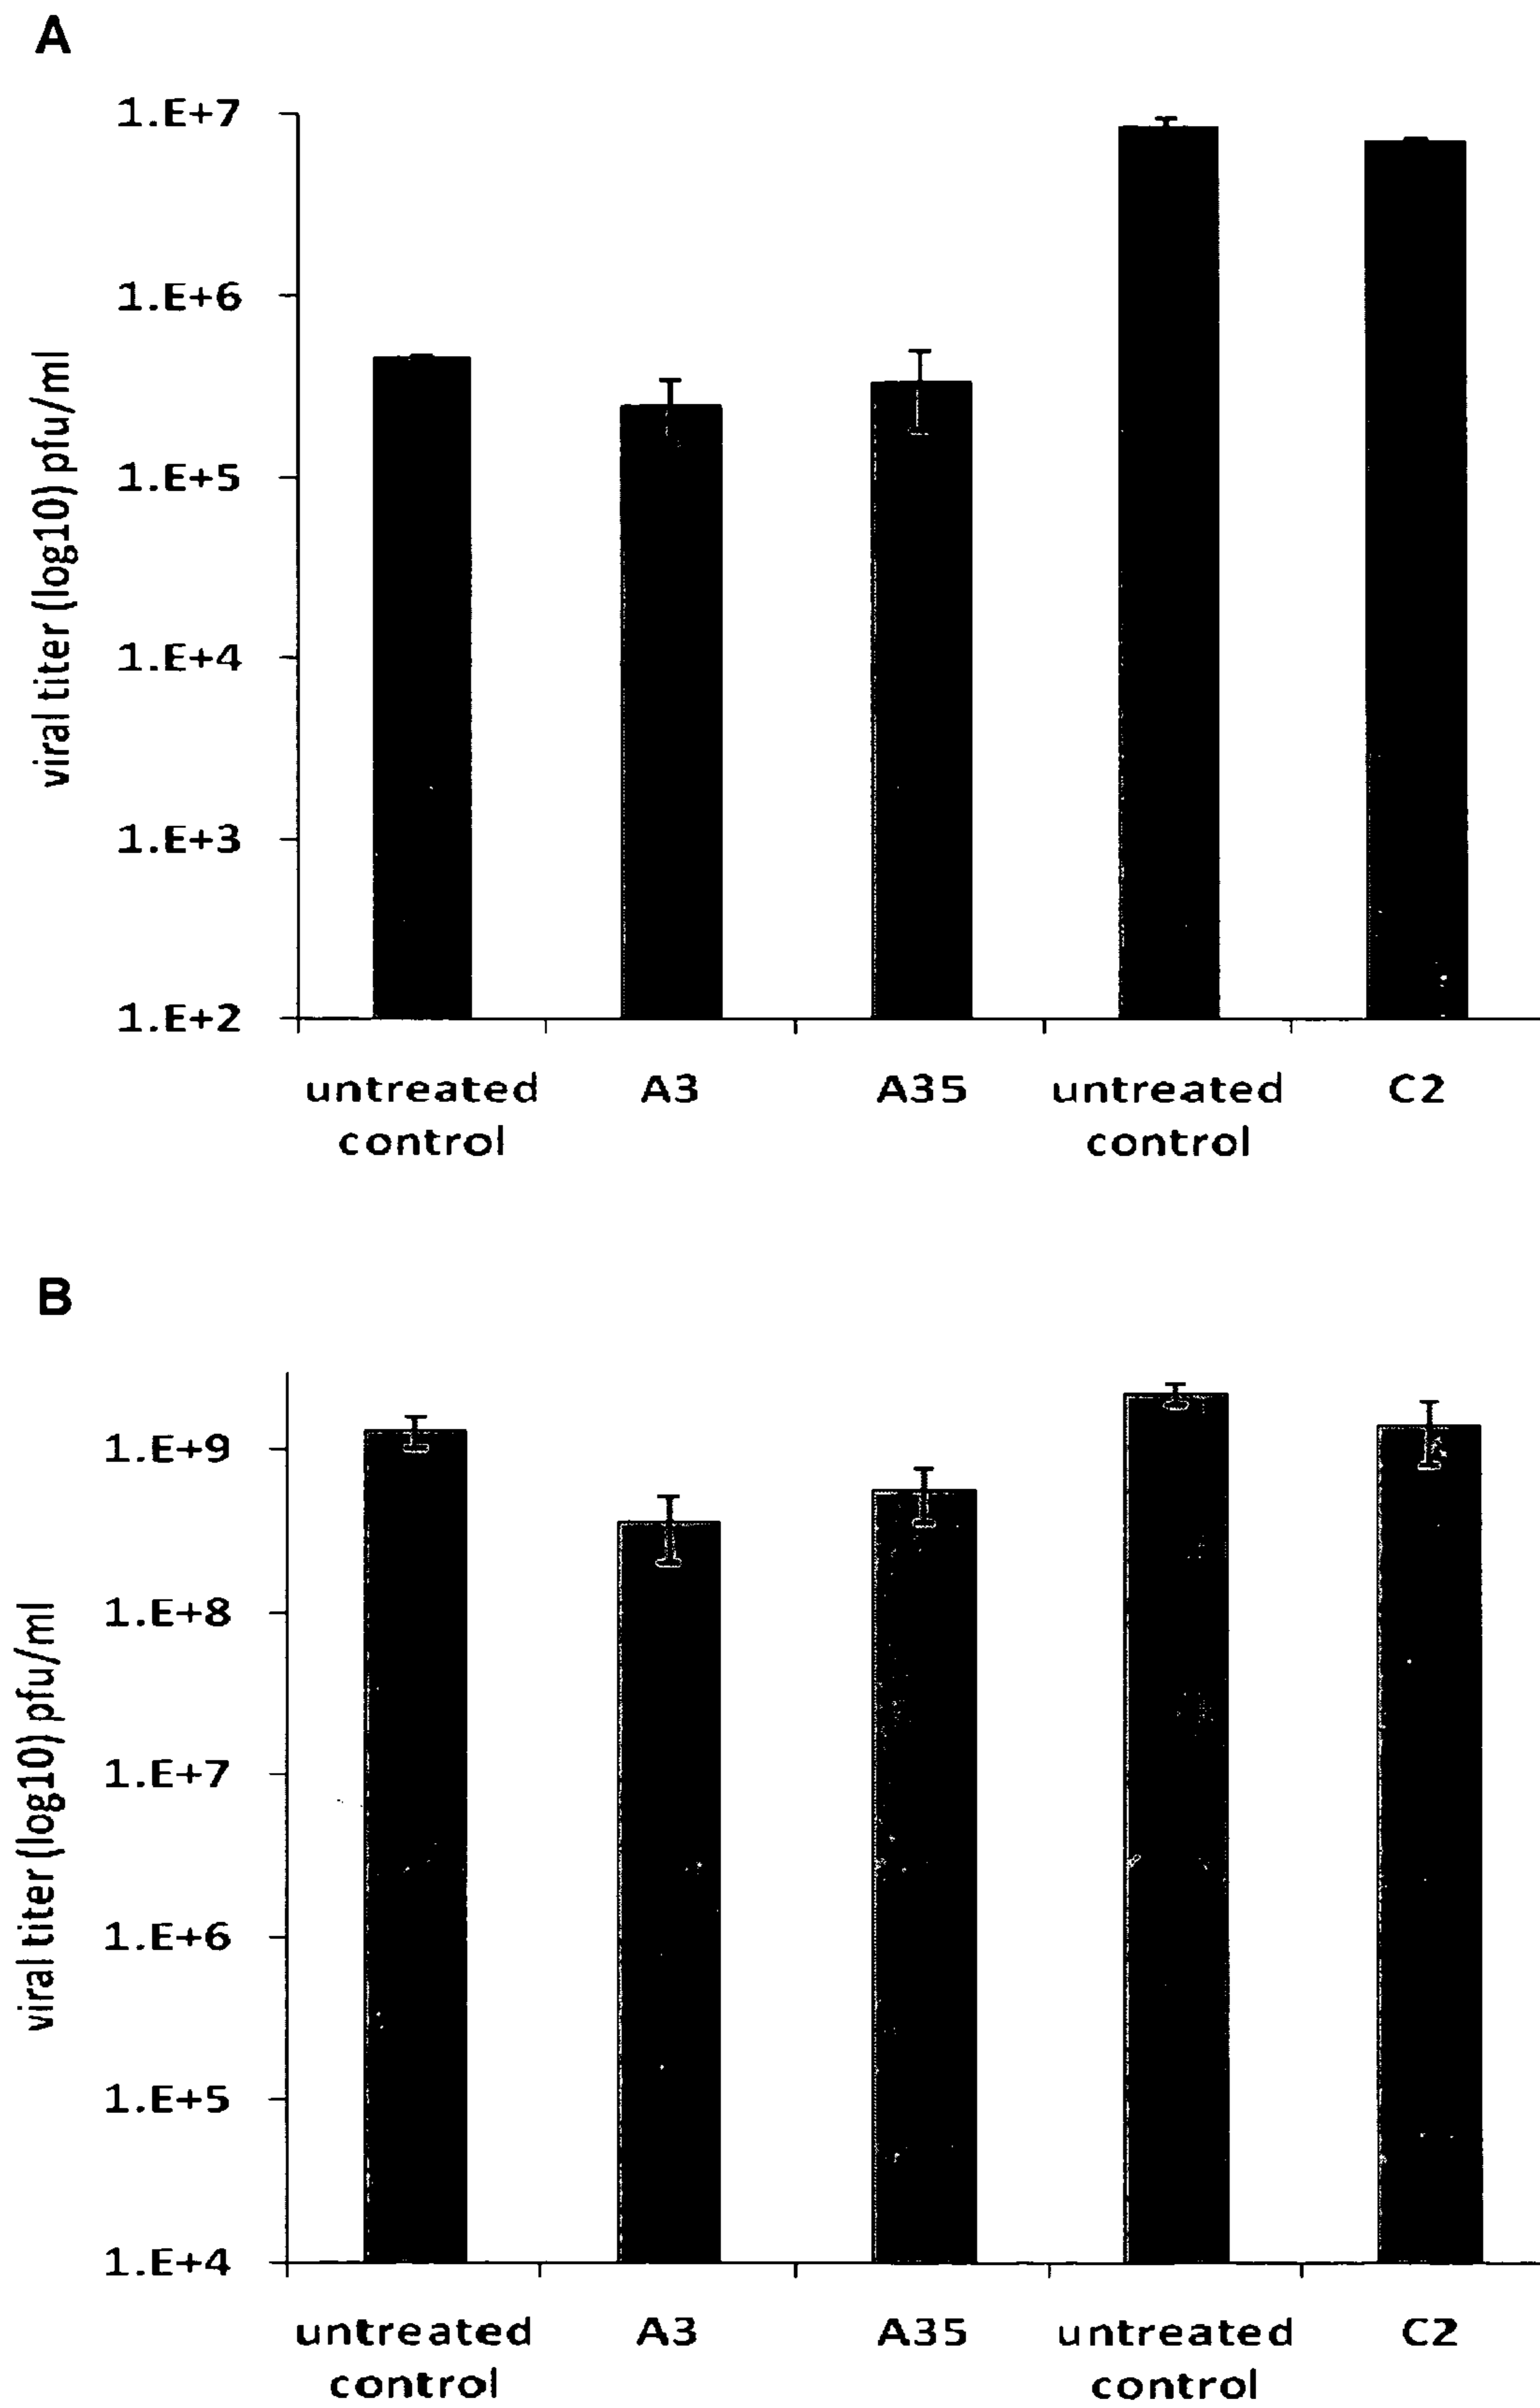 A
1.E+7
1.E+6
1.E+5
1.E+4
1.E+3
1.E+2
viral titer (log10) pfu/ml
untreated control
A3
A35
untreated control
C2
B
1.E+9
1.E+8
1.E+7
1.E+6
1.E+5
1.E+4
viral titer (log10) pfu/ml
untreated control
A3
A35
untreated control
C2